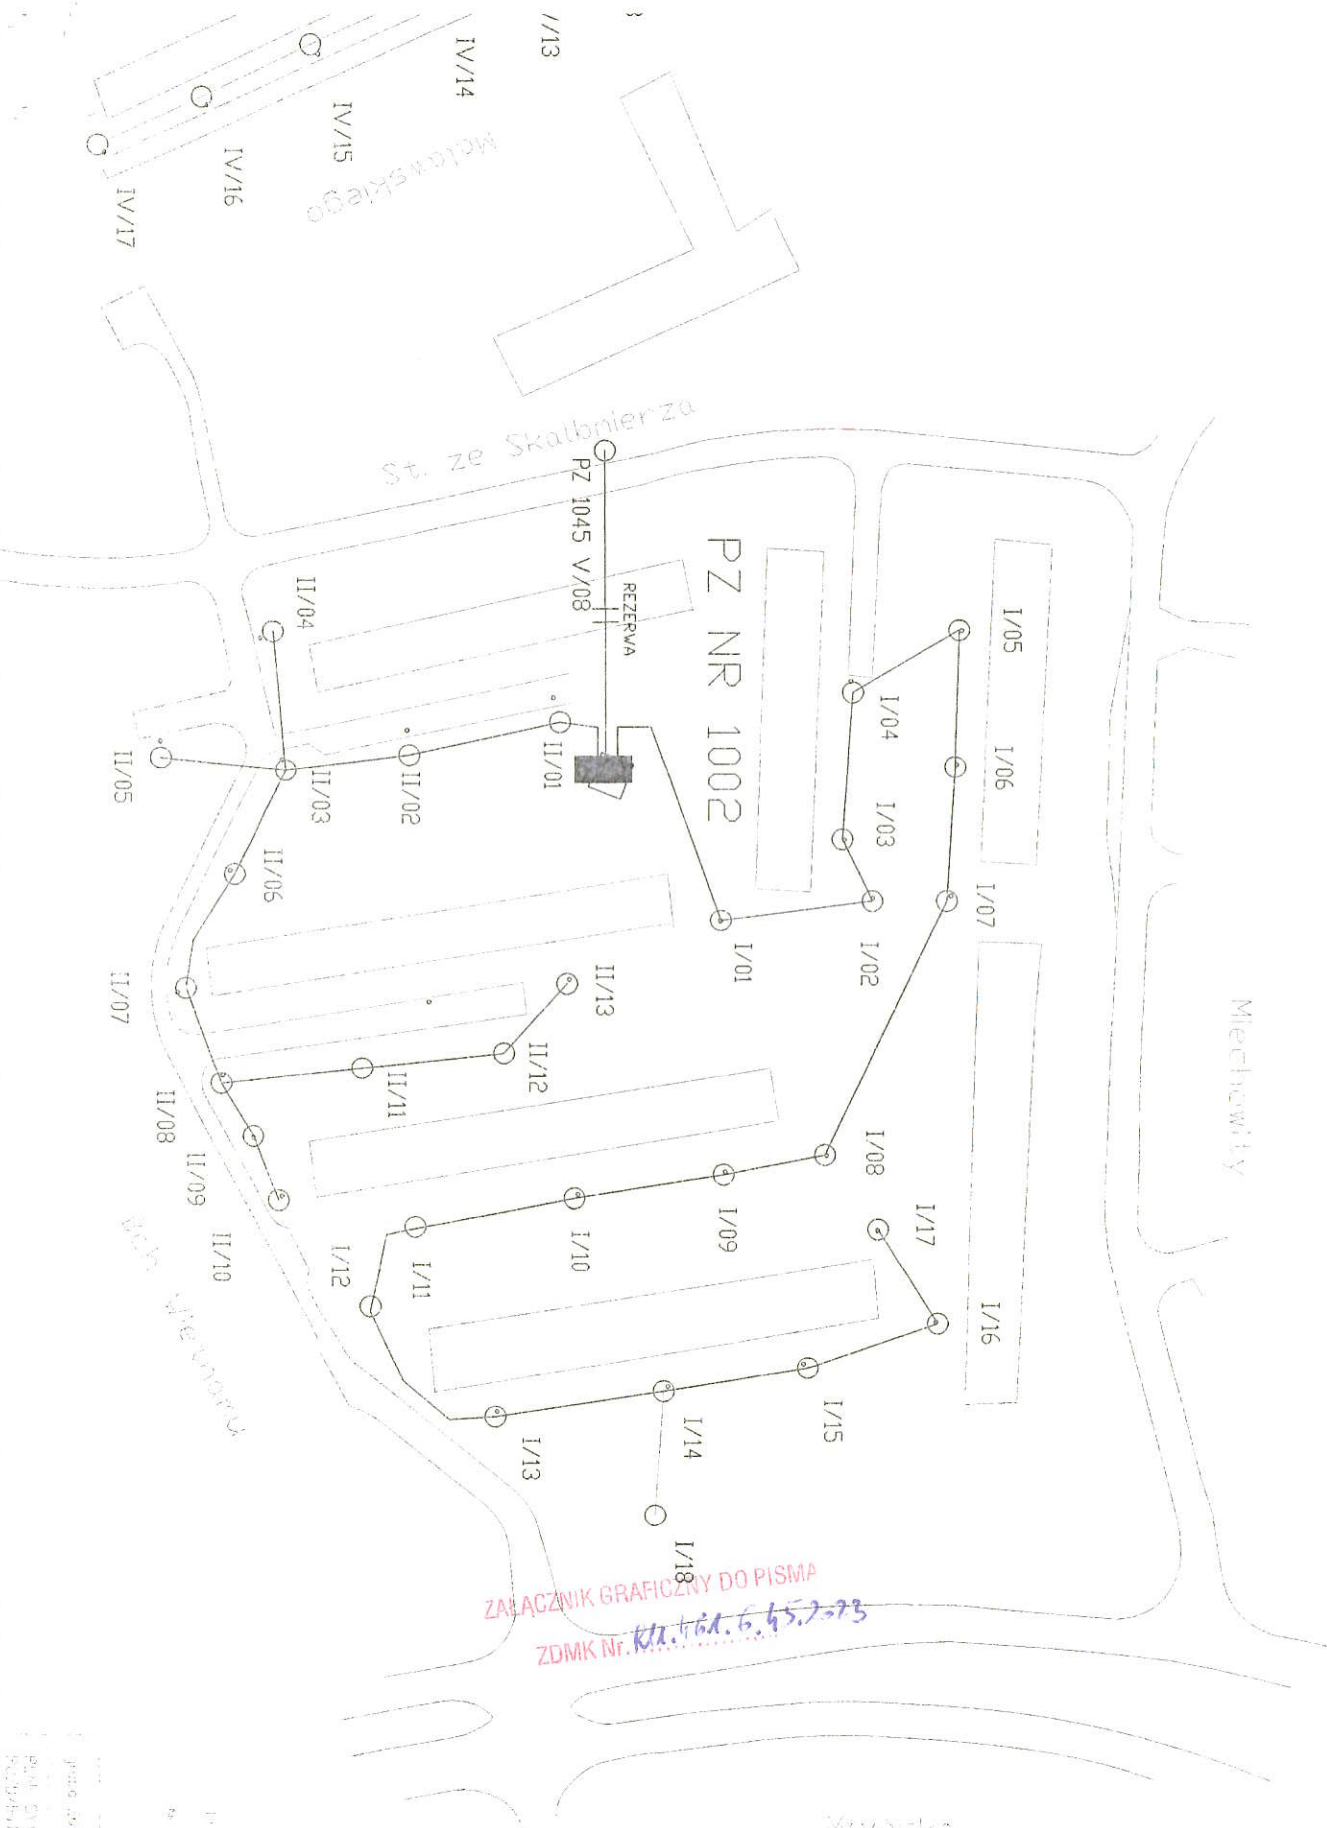 V/13
IV/14
IV/15
IV/16
IV/17
St. ze Skalbmierza
PZ 1045 V/08
REZERWA
PZ NR 1002
I/05
I/04
I/06
I/03
I/07
I/02
I/01
II/04
II/01
II/02
II/03
II/05
II/06
II/07
II/13
II/12
II/11
II/08
II/09
II/10
Miechowity
I/08
I/09
I/10
I/11
I/12
I/17
I/16
I/15
I/14
I/13
I/18
ZAŁĄCZNIK GRAFICZNY DO PISMA
ZDMK Nr.